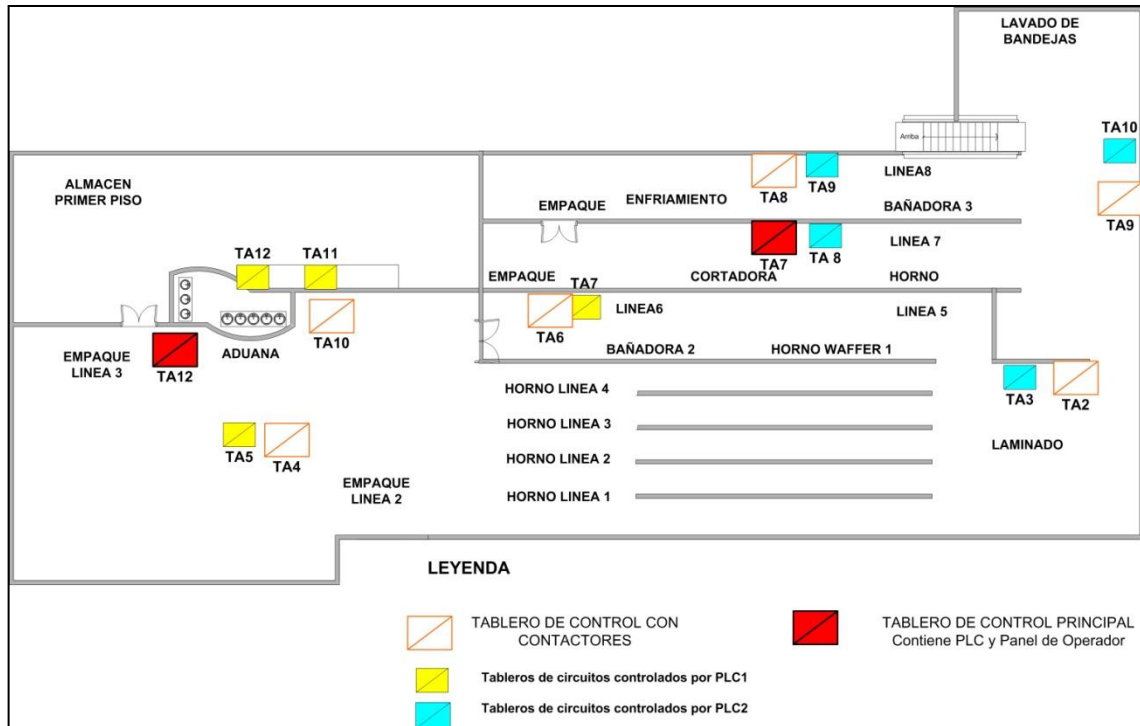 LAVADO DE
BANDEJAS
Arriba
TA10
TA9
ALMACEN
PRIMER PISO
LINEA8
TA8
TA9
ENFRIAMIENTO
EMPAQUE
BAÑADORA 3
LINEA 7
TA7
TA 8
TA12
TA11
EMPAQUE
TA7
CORTADORA
HORNO
LINEA6
LINEA 5
TA6
TA10
ADUANA
EMPAQUE
LINEA 3
TA12
BAÑADORA 2
HORNO WAFFER 1
HORNO LINEA 4
TA3
TA2
HORNO LINEA 3
LAMINADO
TA5
TA4
HORNO LINEA 2
EMPAQUE
LINEA 2
HORNO LINEA 1
LEYENDA
TABLERO DE CONTROL CON
CONTACTORES
TABLERO DE CONTROL PRINCIPAL
Contiene PLC y Panel de Operador
Tableros de circuitos controlados por PLC1
Tableros de circuitos controlados por PLC2